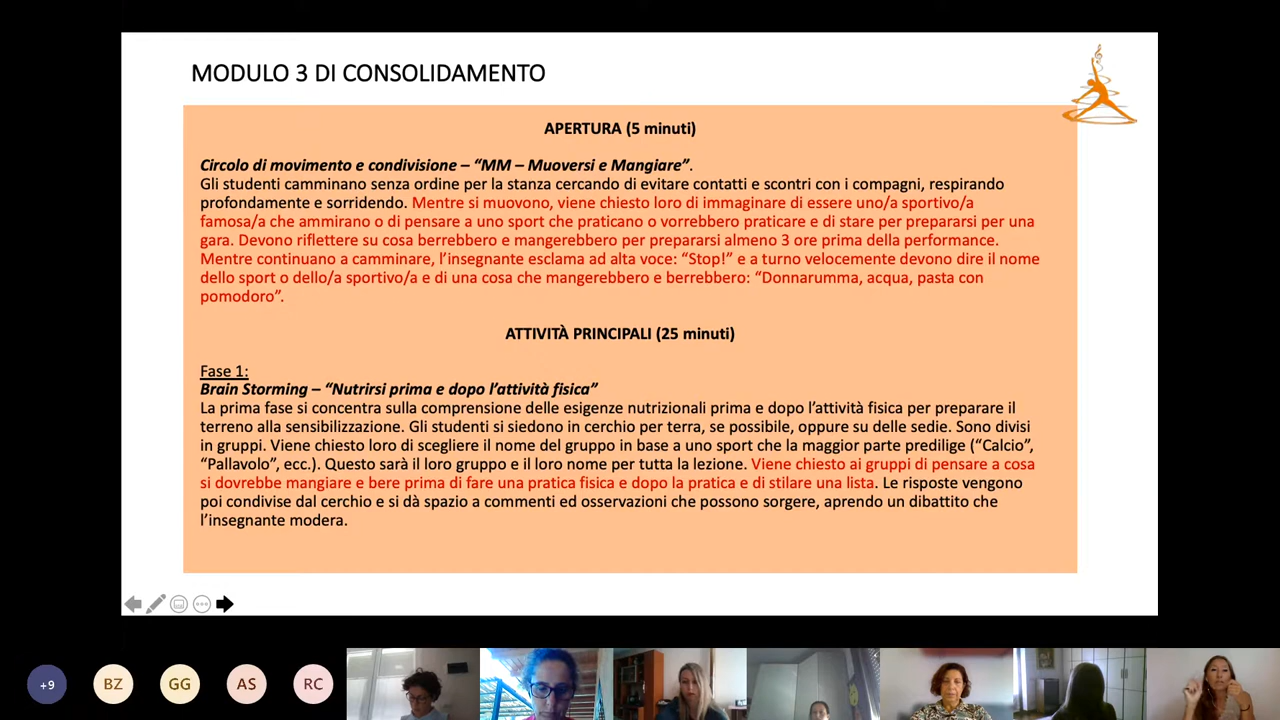 MODULO 3 DI CONSOLIDAMENTO
APERTURA (5 minuti)
Circolo di movimento e condivisione – “MM – Muoversi e Mangiare”.
Gli studenti camminano senza ordine per la stanza cercando di evitare contatti e scontri con i compagni, respirando
profondamente e sorridendo. Mentre si muovono, viene chiesto loro di immaginare di essere uno/a sportivo/a
famosa/a che ammirano o di pensare a uno sport che praticano o vorrebbero praticare e di stare per prepararsi per una
gara. Devono riflettere su cosa berrebbero e mangerebbero per prepararsi almeno 3 ore prima della performance.
Mentre continuano a camminare, l’insegnante esclama ad alta voce: “Stop!” e a turno velocemente devono dire il nome
dello sport o dello/a sportivo/a e di una cosa che mangerebbero e berrebbero: “Donnarumma, acqua, pasta con
pomodoro”.
ATTIVITÀ PRINCIPALI (25 minuti)
Fase 1:
Brain Storming – “Nutrirsi prima e dopo l’attività fisica”
La prima fase si concentra sulla comprensione delle esigenze nutrizionali prima e dopo l’attività fisica per preparare il
terreno alla sensibilizzazione. Gli studenti si siedono in cerchio per terra, se possibile, oppure su delle sedie. Sono divisi
in gruppi. Viene chiesto loro di scegliere il nome del gruppo in base a uno sport che la maggior parte predilige (“Calcio”,
“Pallavolo”, ecc.). Questo sarà il loro gruppo e il loro nome per tutta la lezione. Viene chiesto ai gruppi di pensare a cosa
si dovrebbe mangiare e bere prima di fare una pratica fisica e dopo la pratica e di stilare una lista. Le risposte vengono
poi condivise dal cerchio e si dà spazio a commenti ed osservazioni che possono sorgere, aprendo un dibattito che
l’insegnante modera.
+9 BZ GG AS RC